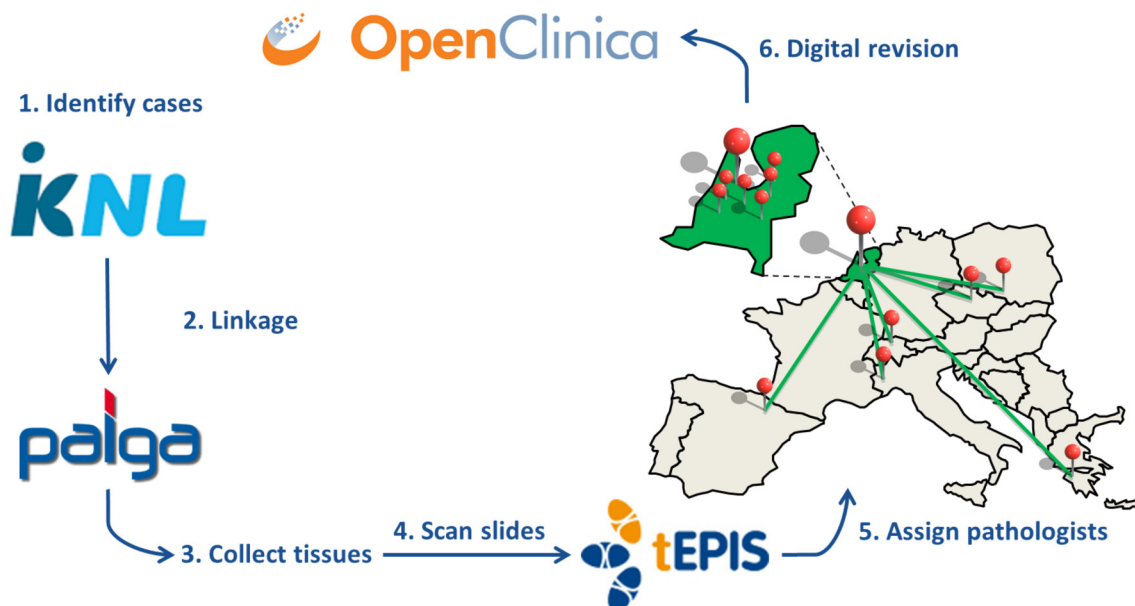 OpenClinica
6. Digital revision
1. Identify cases
iKNL
2. Linkage
palga
3. Collect tissues
4. Scan slides
tEPIS
5. Assign pathologists